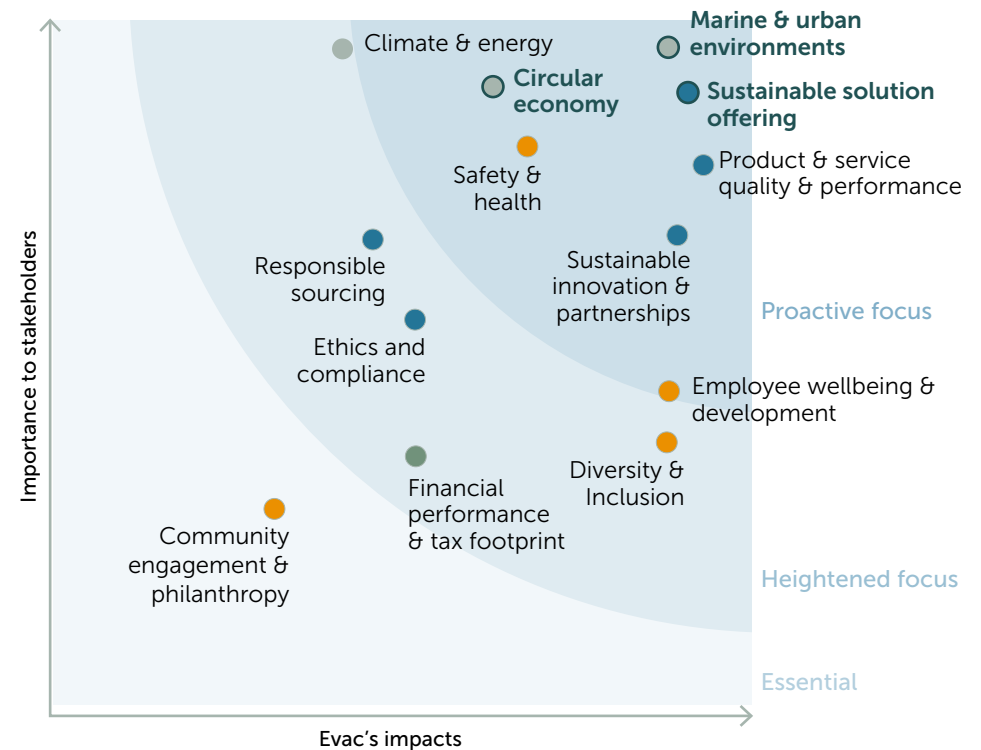 Marine & urban
environments
Climate & energy
Circular
economy
Sustainable solution
offering
Product & service
quality & performance
Safety &
health
Responsible
sourcing
Sustainable
innovation &
partnerships
Proactive focus
Ethics and
compliance
Employee wellbeing &
development
Diversity &
Inclusion
Financial
performance
& tax footprint
Community
engagement &
philanthropy
Heightened focus
Essential
Importance to stakeholders
Evac’s impacts